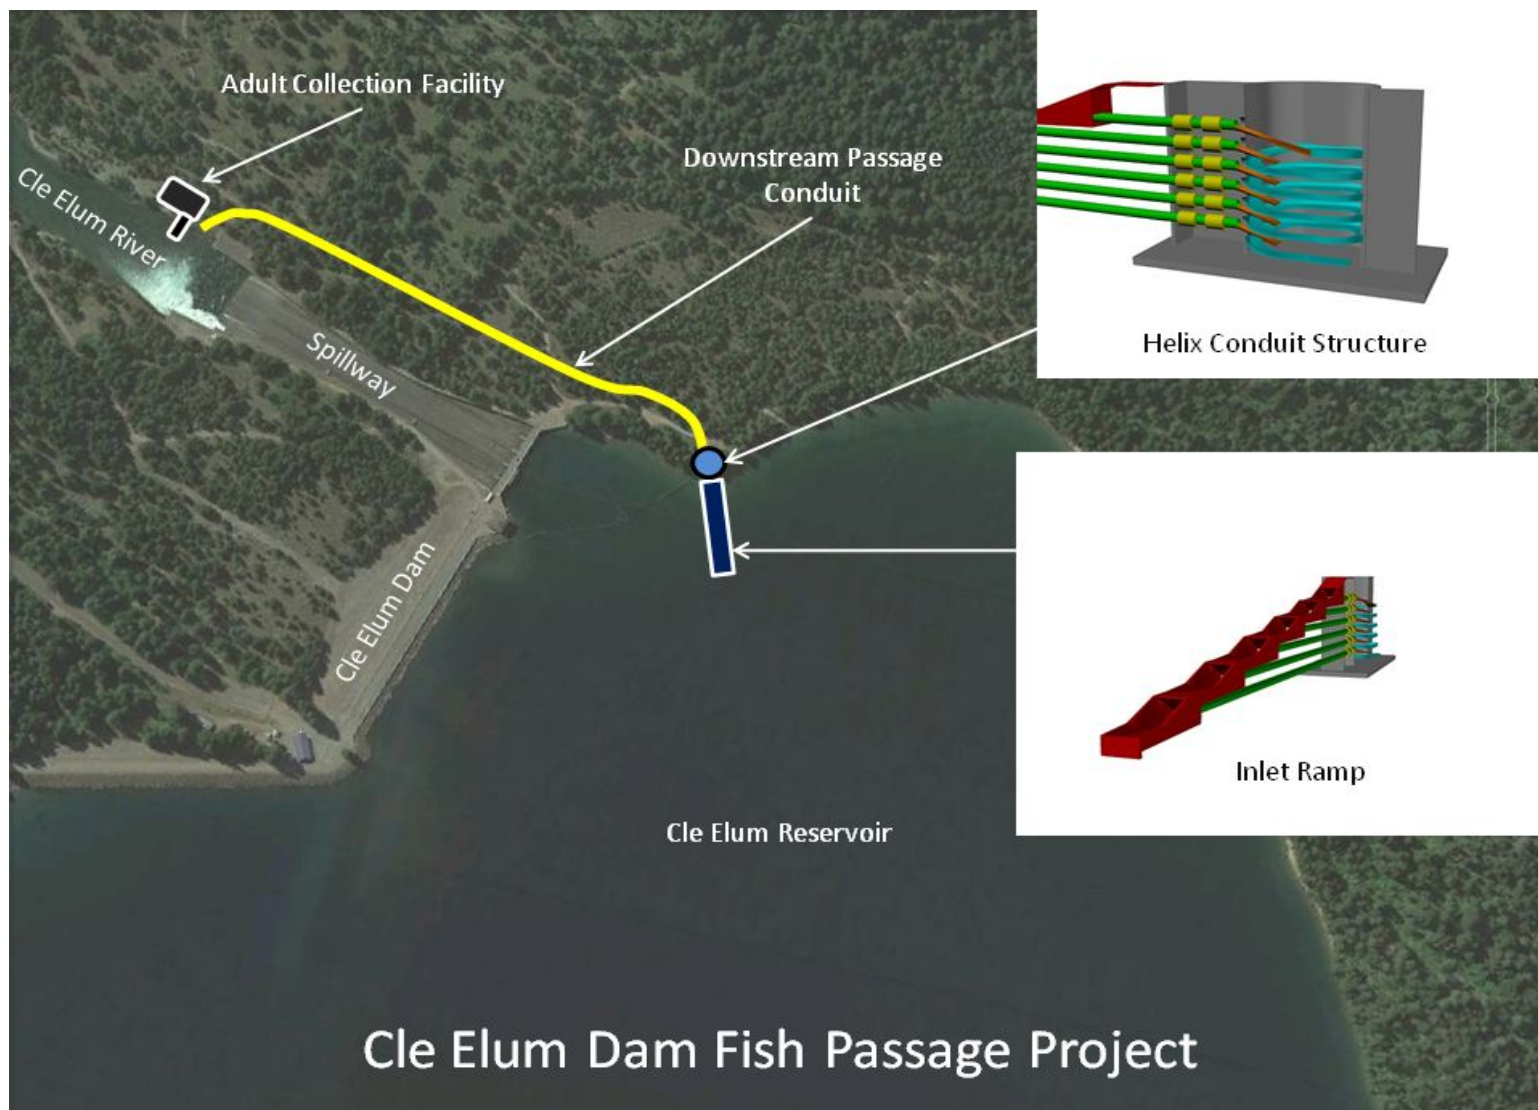 Adult Collection Facility
Downstream Passage
Conduit
Cle Elum River
Spillway
Helix Conduit Structure
Cle Elum Dam
Inlet Ramp
Cle Elum Reservoir
Cle Elum Dam Fish Passage Project